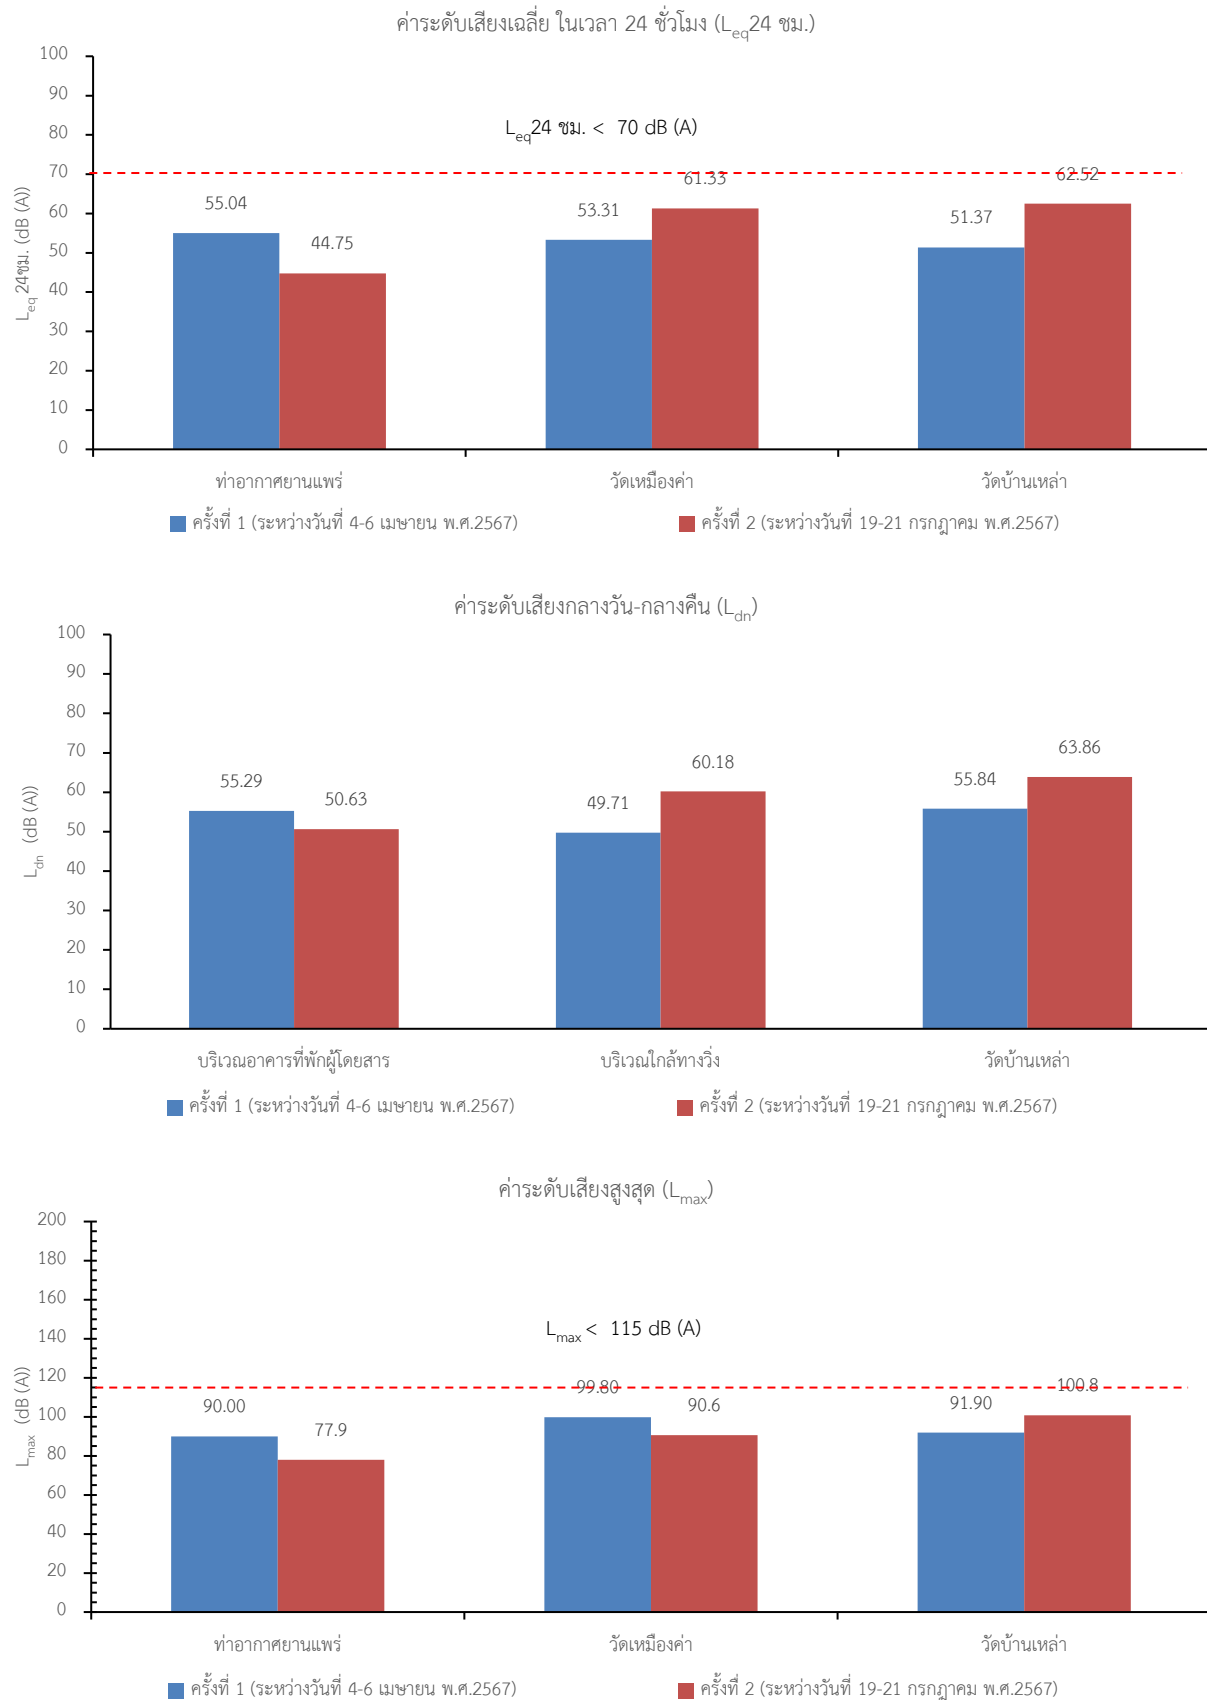 ค่าระดับเสียงเฉลี่ย ในเวลา 24 ชั่วโมง (Leq24 ชม.)
100
90
80
70
60
50
40
30
20
10
0
Leq 24ชม. (dB (A))
Leq24 ชม. < 70 dB (A)
55.04
44.75
53.31
61.33
51.37
62.52
ท่าอากาศยานแพร่
วัดเหมืองค่า
วัดบ้านเหล่า
ครั้งที่ 1 (ระหว่างวันที่ 4-6 เมษายน พ.ศ.2567)
ครั้งที่ 2 (ระหว่างวันที่ 19-21 กรกฎาคม พ.ศ.2567)
ค่าระดับเสียงกลางวัน-กลางคืน (Ldn)
100
90
80
70
60
50
40
30
20
10
0
Ldn (dB (A))
55.29
50.63
49.71
60.18
55.84
63.86
บริเวณอาคารที่พักผู้โดยสาร
บริเวณใกล้ทางวิ่ง
วัดบ้านเหล่า
ครั้งที่ 1 (ระหว่างวันที่ 4-6 เมษายน พ.ศ.2567)
ครั้งที่ 2 (ระหว่างวันที่ 19-21 กรกฎาคม พ.ศ.2567)
ค่าระดับเสียงสูงสุด (Lmax)
200
180
160
140
120
100
80
60
40
20
0
Lmax (dB (A))
Lmax < 115 dB (A)
90.00
77.9
99.80
90.6
91.90
100.8
ท่าอากาศยานแพร่
วัดเหมืองค่า
วัดบ้านเหล่า
ครั้งที่ 1 (ระหว่างวันที่ 4-6 เมษายน พ.ศ.2567)
ครั้งที่ 2 (ระหว่างวันที่ 19-21 กรกฎาคม พ.ศ.2567)